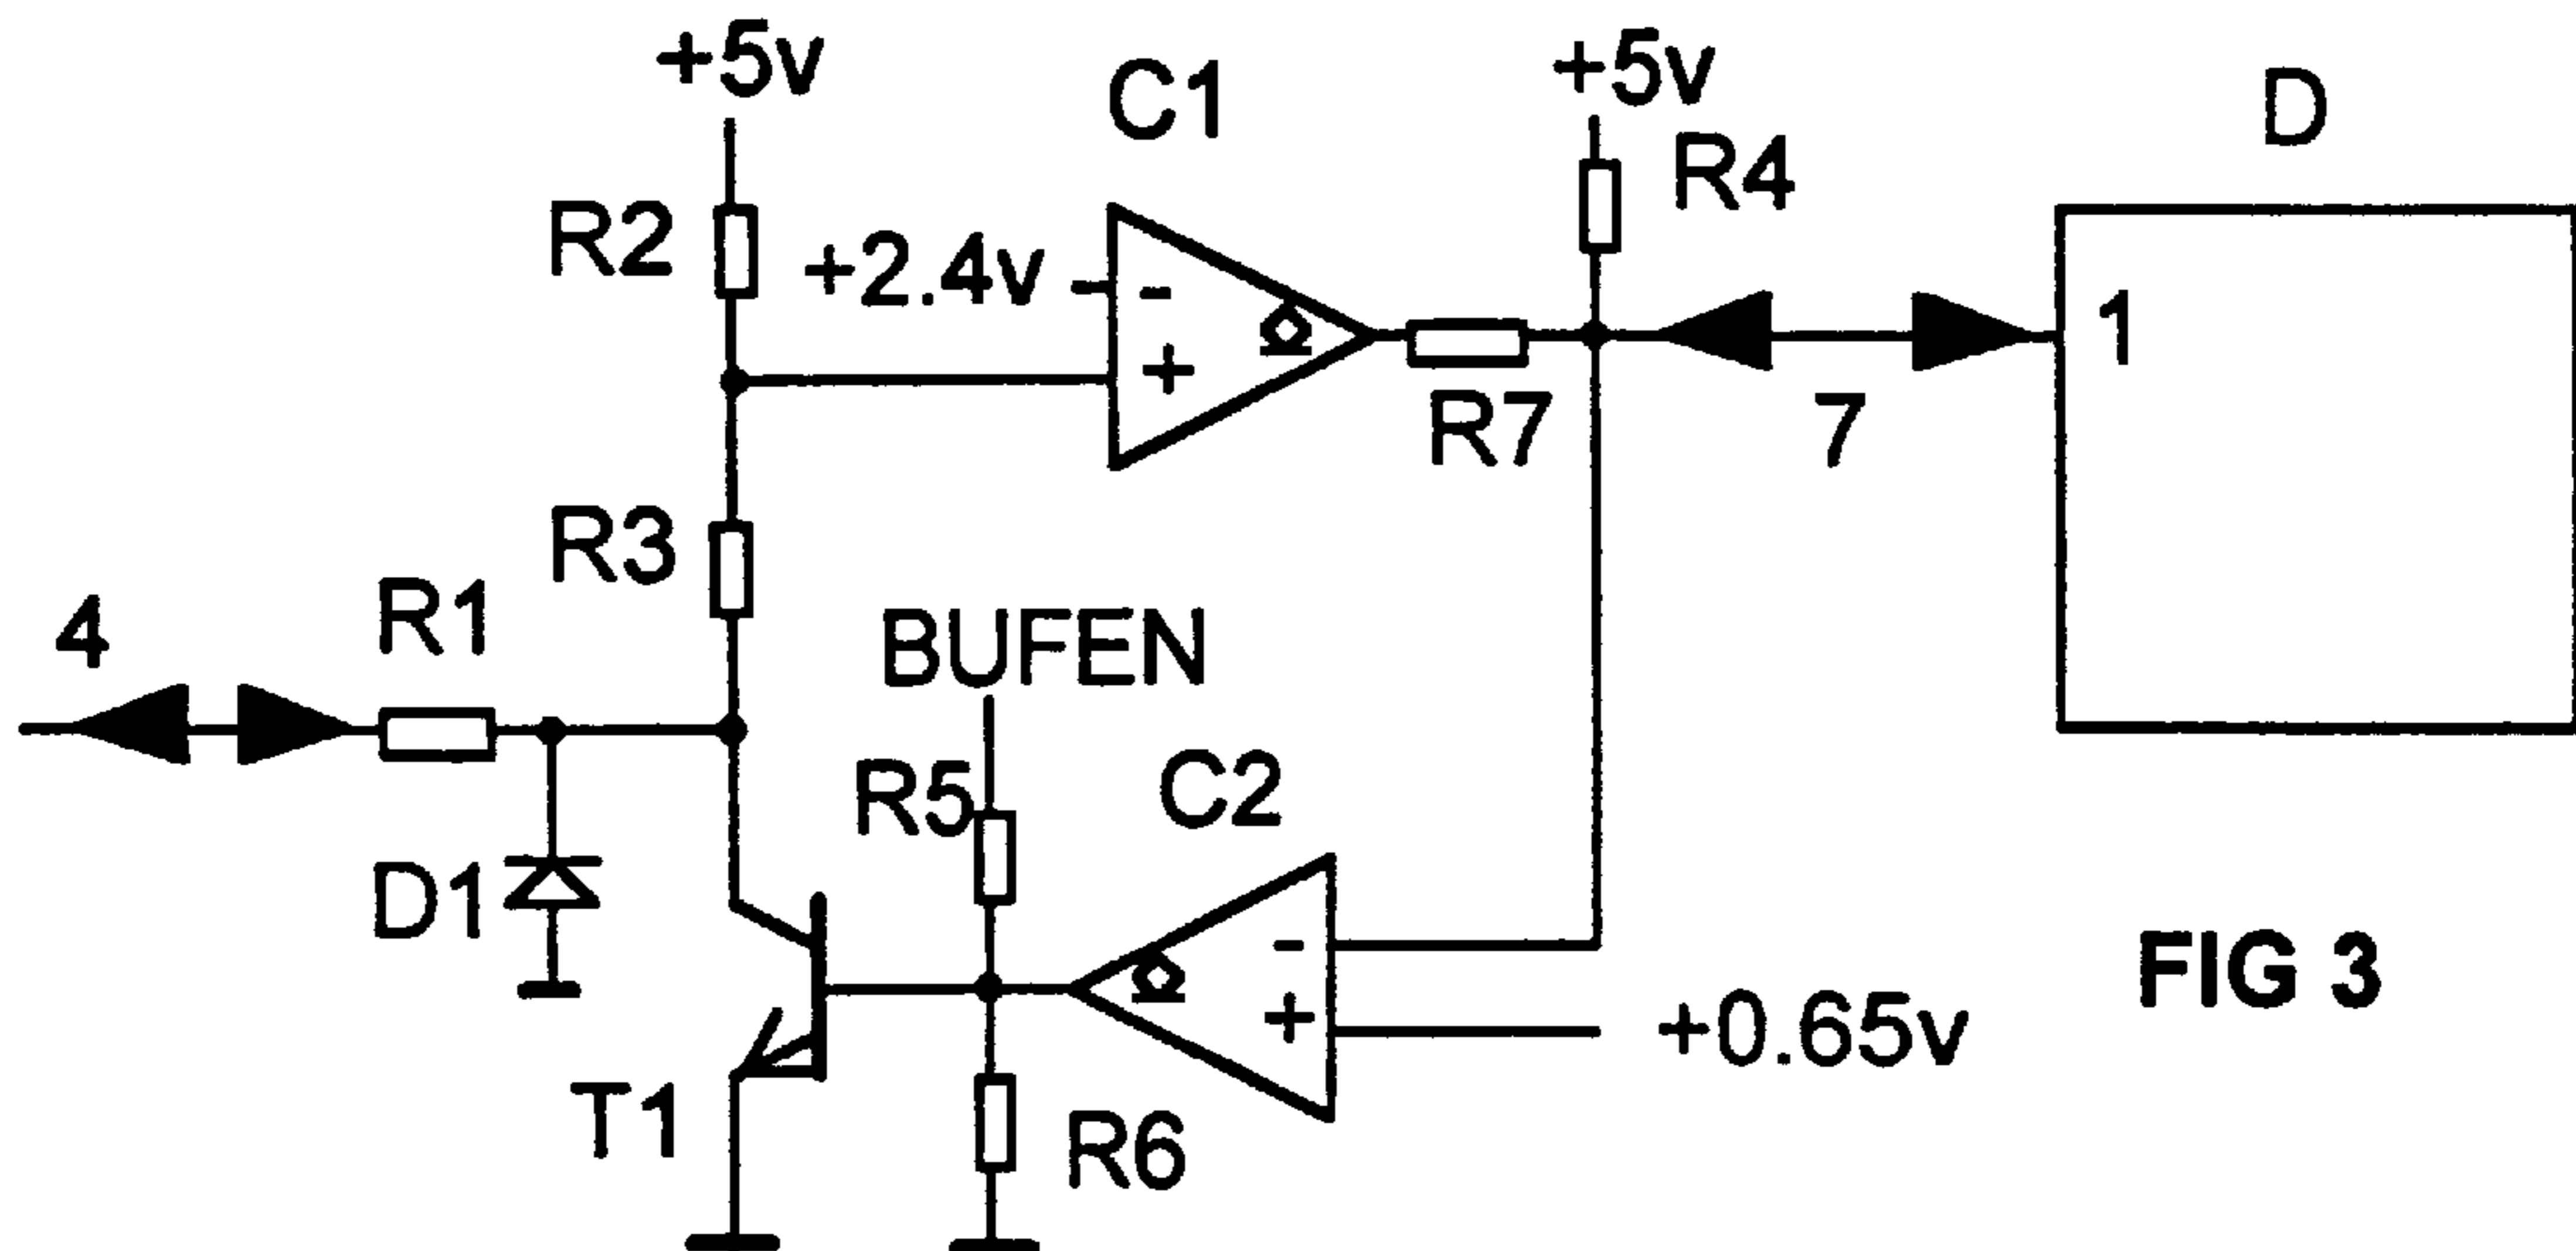 +5v
C1
+5v
D
R4
R2
+2.4v
-
+
1
R7
7
R3
4
R1
BUFEN
R5
C2
D1
-
+
+0.65v
FIG 3
T1
R6